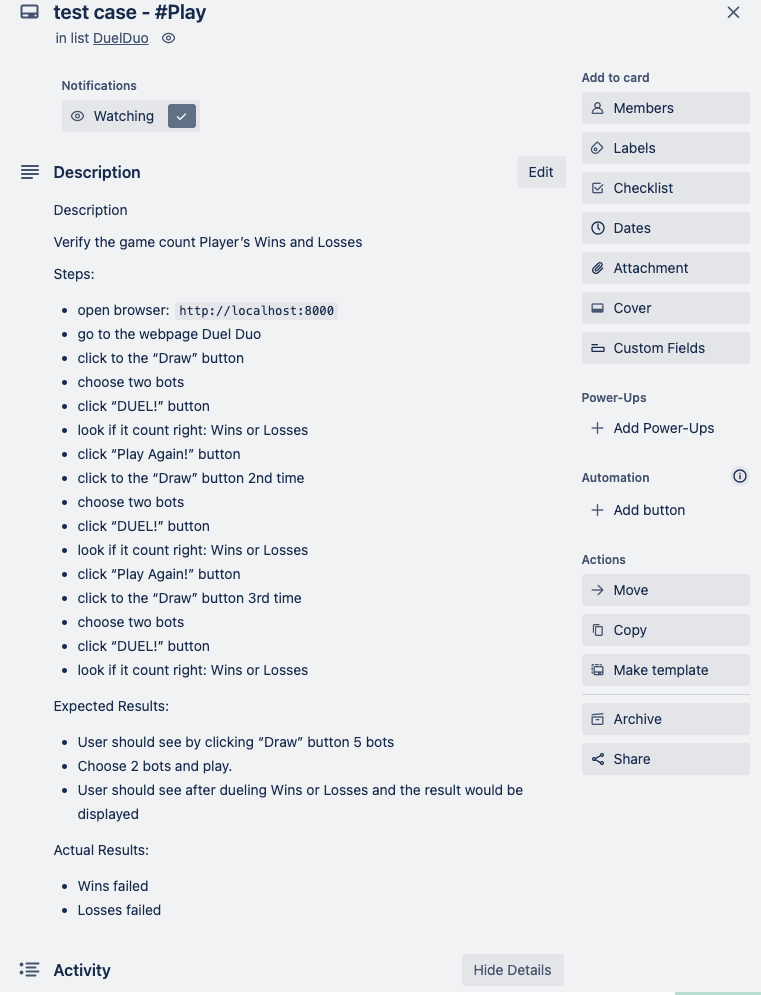 test case - #Play
in list DuelDuo
Notifications
Watching
Description
Edit
Description
Verify the game count Player’s Wins and Losses
Steps:
open browser: http://localhost:8000
go to the webpage Duel Duo
click to the “Draw” button
choose two bots
click “DUEL!” button
look if it count right: Wins or Losses
click “Play Again!” button
click to the “Draw” button 2nd time
choose two bots
click “DUEL!” button
look if it count right: Wins or Losses
click “Play Again!” button
click to the “Draw” button 3rd time
choose two bots
click “DUEL!” button
look if it count right: Wins or Losses
Expected Results:
User should see by clicking “Draw” button 5 bots
Choose 2 bots and play.
User should see after dueling Wins or Losses and the result would be
displayed
Actual Results:
Wins failed
Losses failed
Activity
Hide Details
Add to card
Members
Labels
Checklist
Dates
Attachment
Cover
Custom Fields
Power-Ups
Add Power-Ups
Automation
Add button
Actions
Move
Copy
Make template
Archive
Share